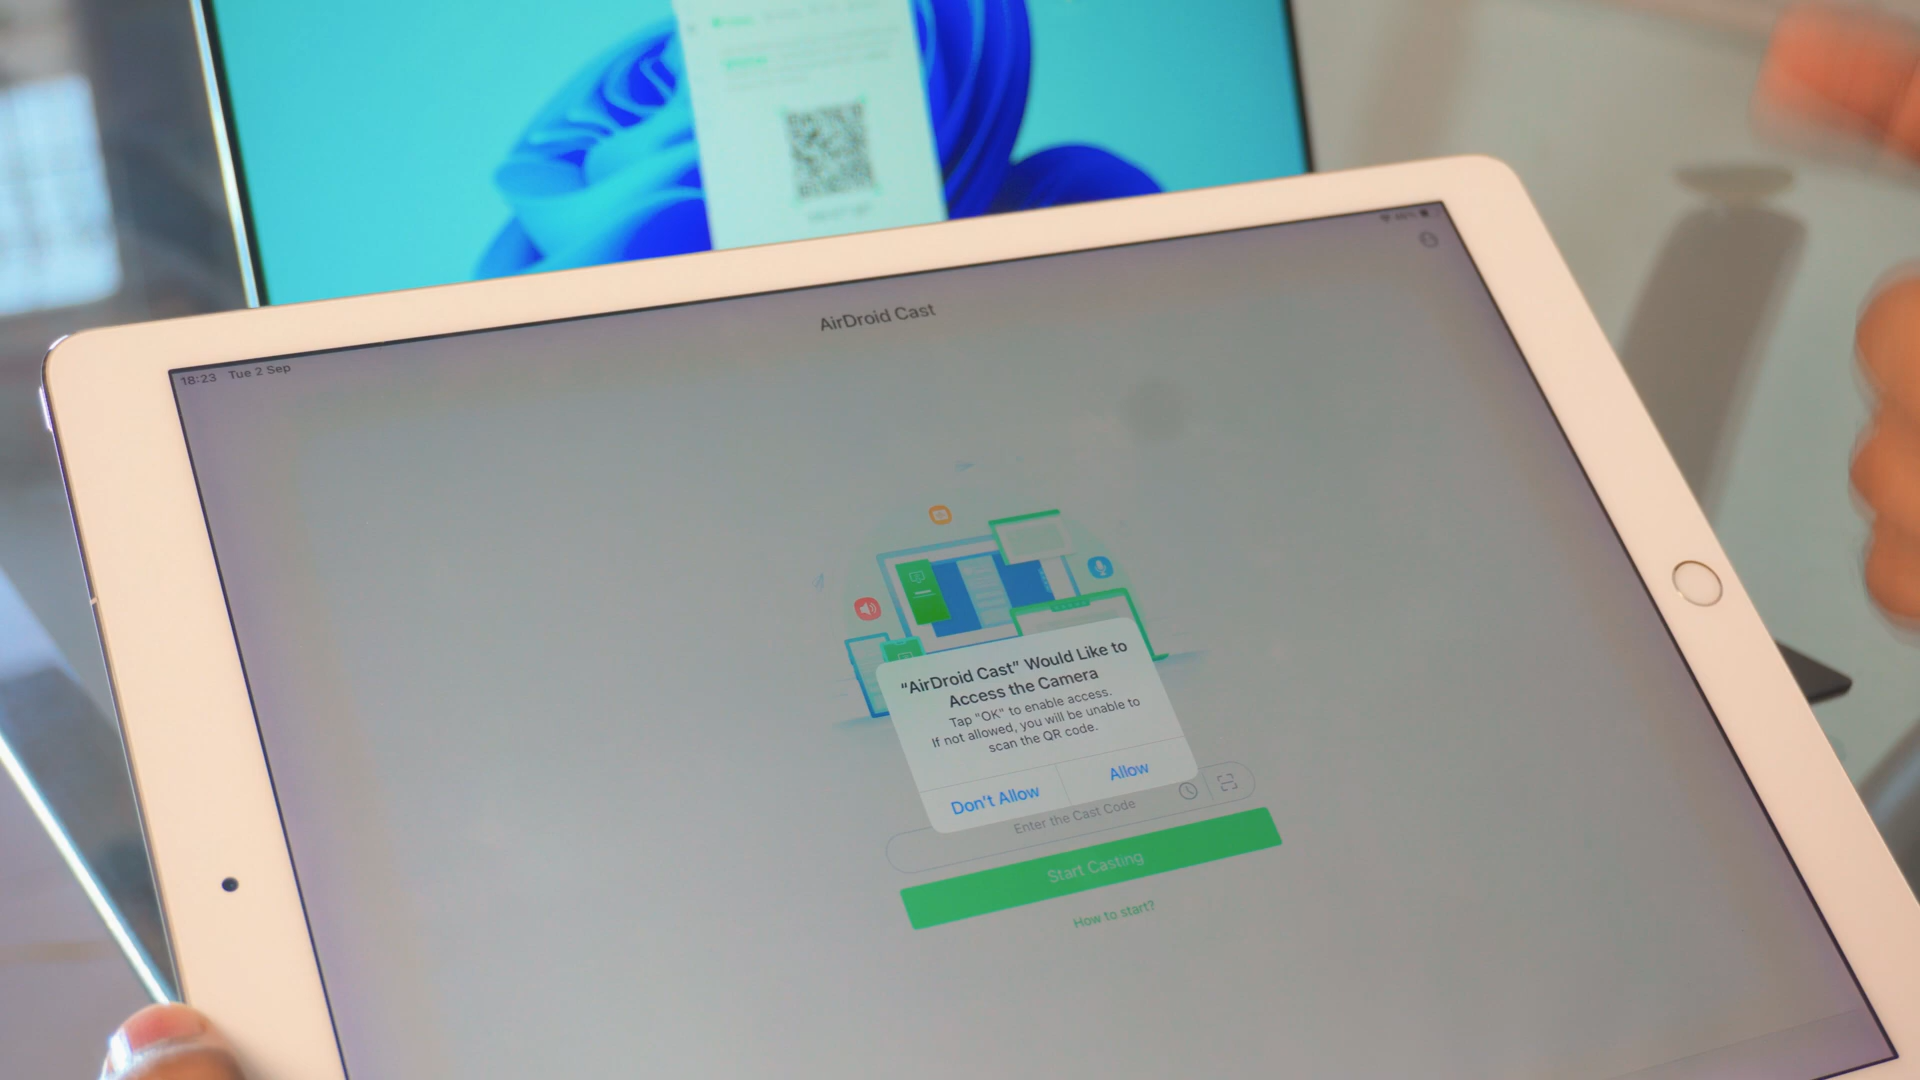 AirDroid Cast
18:23 Tue 2 Sep
“AirDroid Cast” Would Like to
Access the Camera
Tap "OK" to enable access.
If not allowed, you will be unable to
scan the QR code.
Don't Allow
Allow
Enter the Cast Code
Start Casting
How to start?